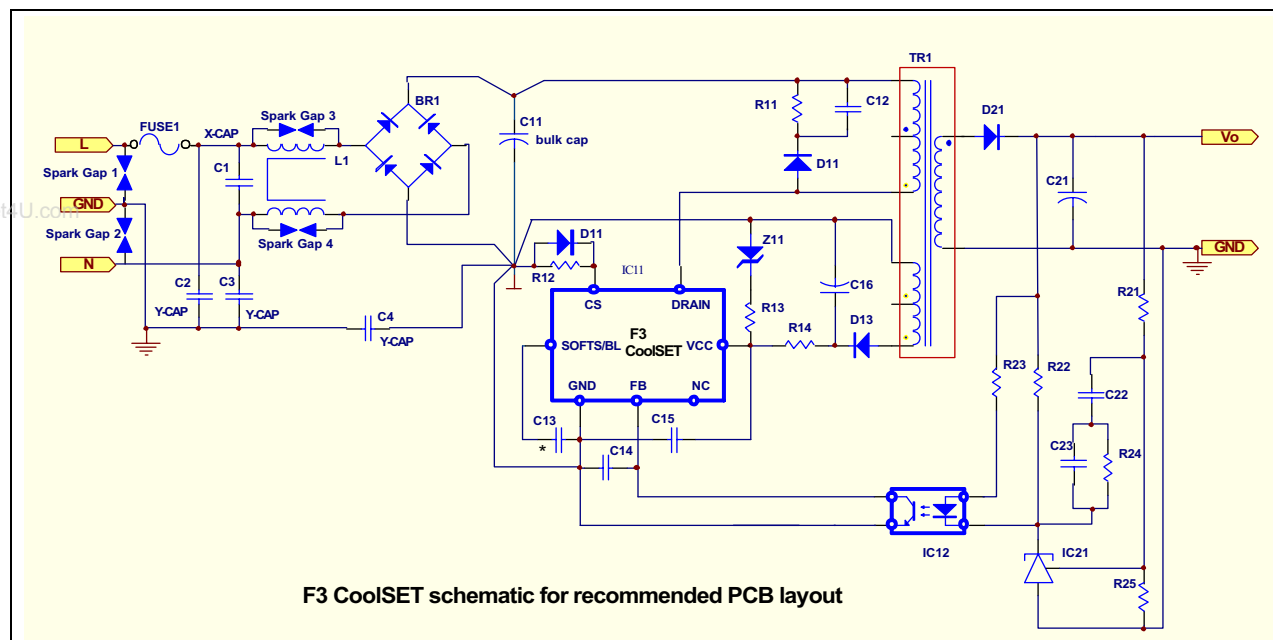 TR1
BR1
D21
FUSE1
Spark Gap 3
R11
C12
X-CAP
C11
bulk cap
L
Vo
C1
L1
D11
Spark Gap 1
C21
t4U.com
GND
Spark Gap 2
Spark Gap 4
D11
Z11
GND
N
R12
IC11
C2
C3
CS
DRAIN
C16
R21
Y-CAP
Y-CAP
C4
Y-CAP
R13
F3
CoolSET
R14
D13
SOFTS/BL
VCC
R23
R22
GND
FB
NC
C22
C13
*
C15
C14
C23
R24
IC12
IC21
R25
F3 CoolSET schematic for recommended PCB layout